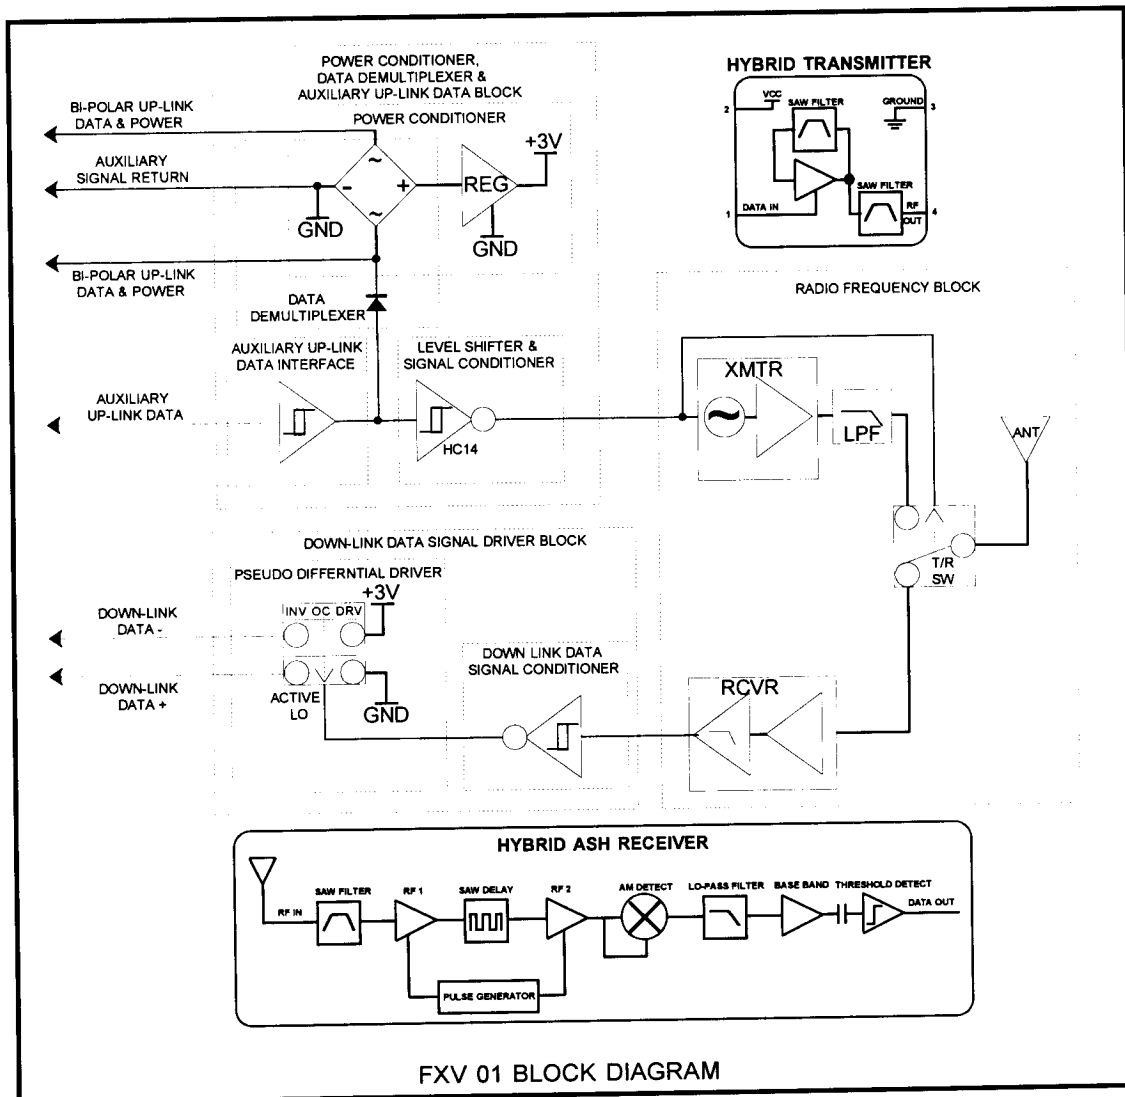 POWER CONDITIONER,
DATA DEMULTIPLEXER &
AUXILIARY UP-LINK DATA BLOCK
POWER CONDITIONER
BI-POLAR UP-LINK
DATA & POWER
AUXILIARY
SIGNAL RETURN
BI-POLAR UP-LINK
DATA & POWER
~
-
+
~
GND
REG
+3V
GND
DATA
DEMULTIPLEXER
AUXILIARY UP-LINK
DATA INTERFACE
LEVEL SHIFTER &
SIGNAL CONDITIONER
AUXILIARY
UP-LINK DATA
HC14
HYBRID TRANSMITTER
2
VCC
SAW FILTER
GROUND
3
1
DATA IN
SAW FILTER
RF
OUT
4
RADIO FREQUENCY BLOCK
XMTR
~
LPF
ANT
T/R
SW
RCVR
DOWN-LINK DATA SIGNAL DRIVER BLOCK
PSEUDO DIFFERNTIAL DRIVER
+3V
INV OC DRV
DOWN-LINK
DATA -
DOWN-LINK
DATA +
ACTIVE
LO
GND
DOWN LINK DATA
SIGNAL CONDITIONER
HYBRID ASH RECEIVER
RF IN
SAW FILTER
RF 1
SAW DELAY
RF 2
AM DETECT
LO-PASS FILTER
BASE BAND
THRESHOLD DETECT
DATA OUT
PULSE GENERATOR
FXV 01 BLOCK DIAGRAM